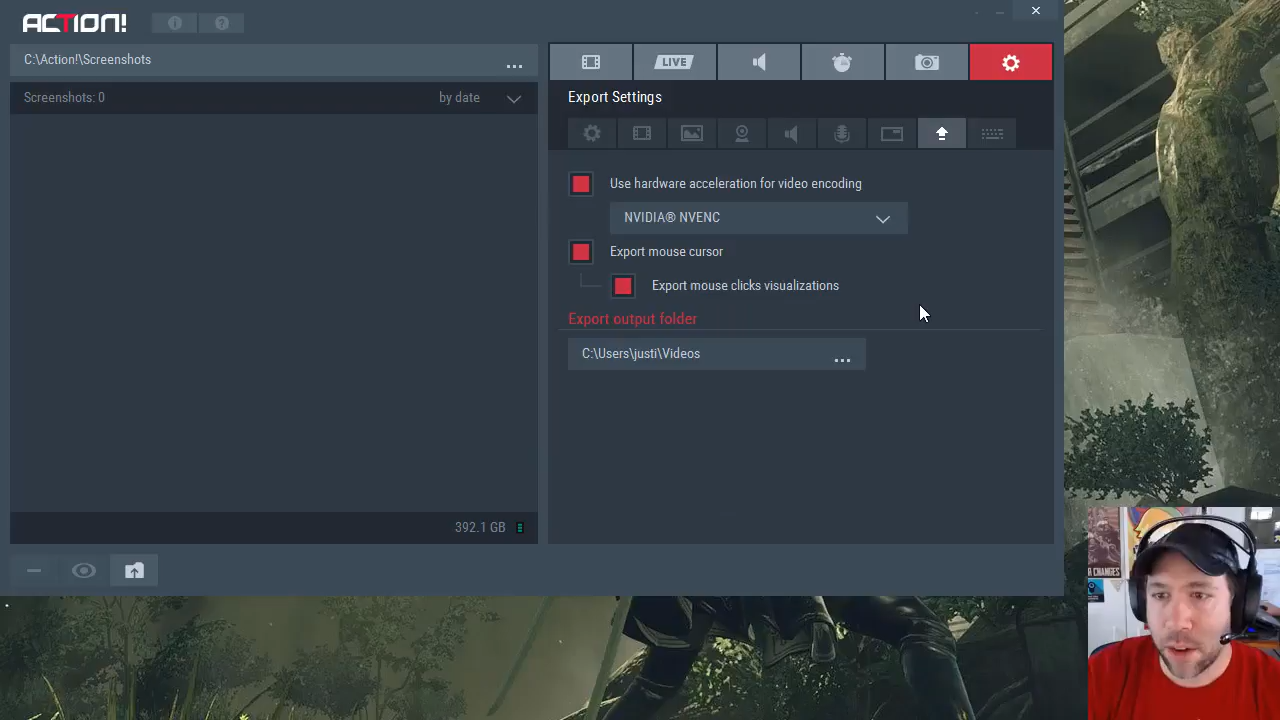 ACTION!
C:\Action!\Screenshots
...
Screenshots: 0
by date
392.1 GB
LIVE
Export Settings
Use hardware acceleration for video encoding
NVIDIA® NVENC
Export mouse cursor
Export mouse clicks visualizations
Export output folder
C:\Users\justi\Videos
...
CHANGES